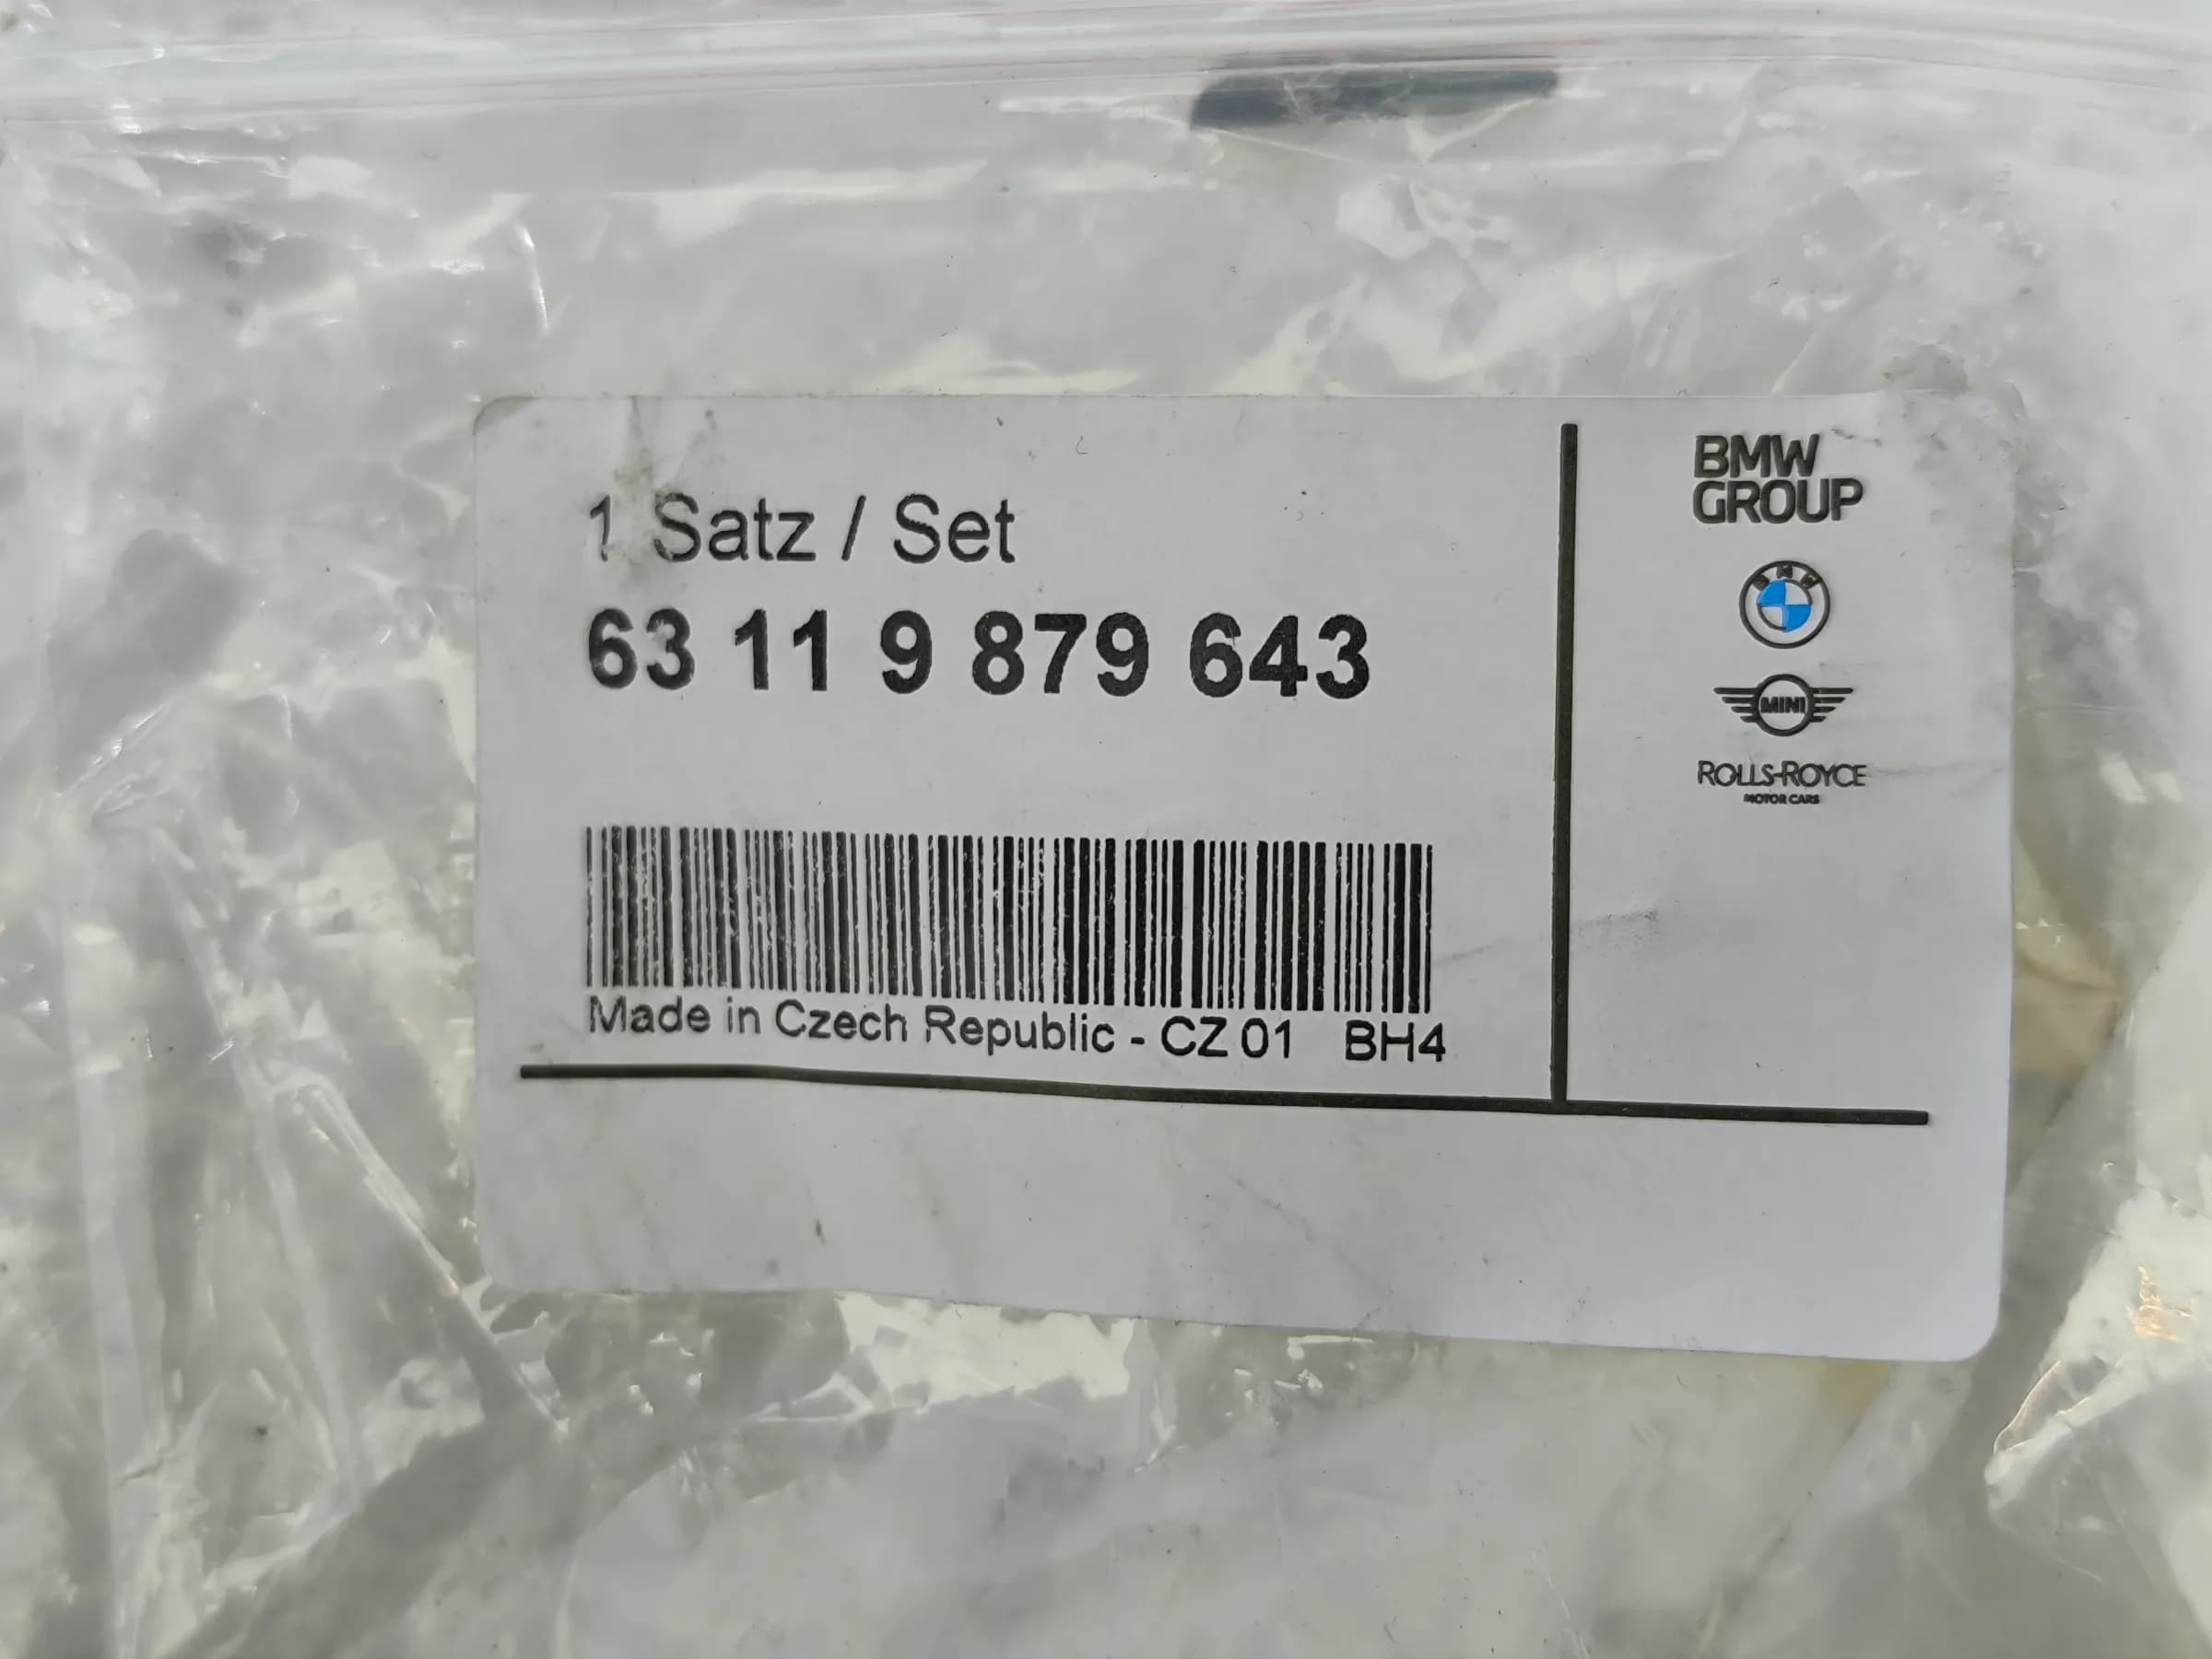 1 Satz / Set
63 11 9 879 643
Made in Czech Republic - CZ 01 BH4
BMW
GROUP
BMW
MINI
ROLLS-ROYCE
MOTOR CARS